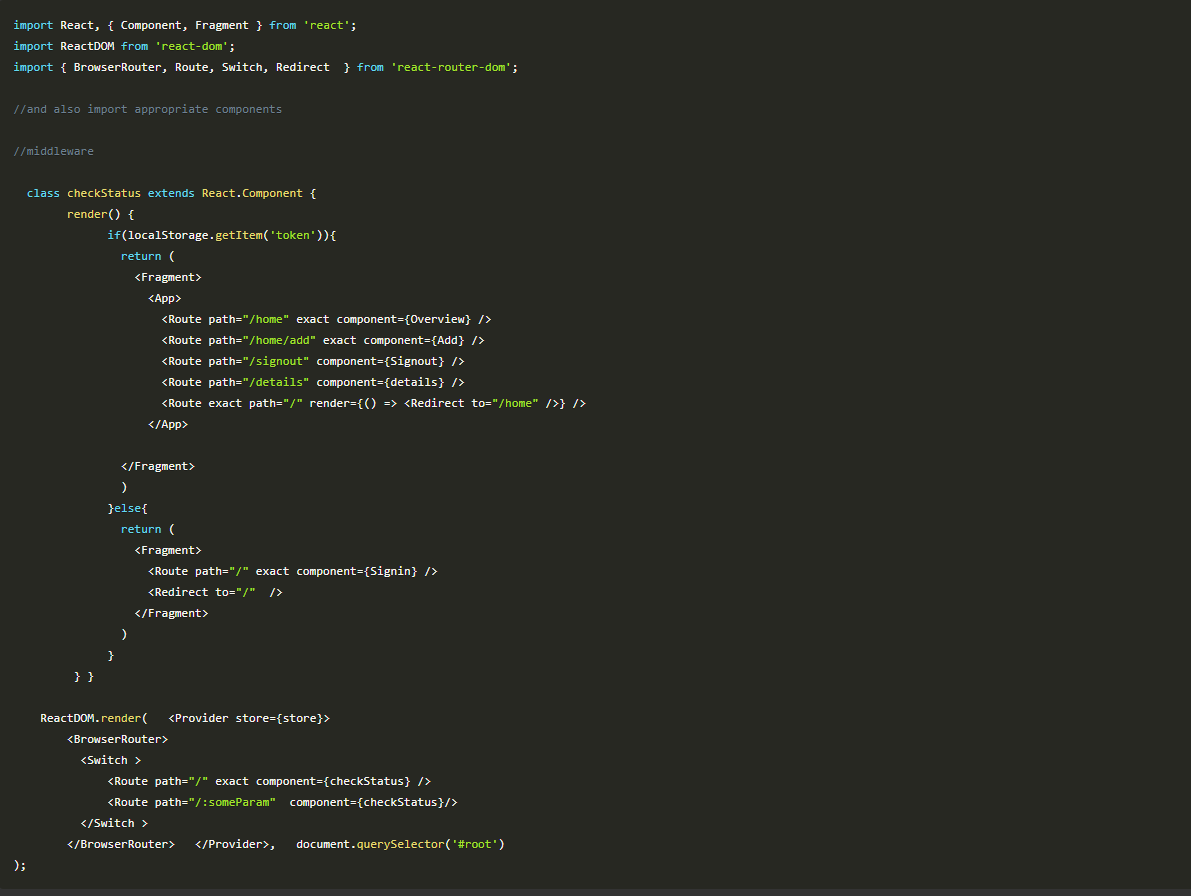 import React, { Component, Fragment } from 'react';
import ReactDOM from 'react-dom';
import { BrowserRouter, Route, Switch, Redirect  } from 'react-router-dom';
//and also import appropriate components
//middleware
class checkStatus extends React.Component {
render() {
if(localStorage.getItem('token')){
return (
<Fragment>
<App>
<Route path="/home" exact component={Overview} />
<Route path="/home/add" exact component={Add} />
<Route path="/signout" component={Signout} />
<Route path="/details" component={details} />
<Route exact path="/" render={() => <Redirect to="/home" />} />
</App>
</Fragment>
)
}else{
return (
<Fragment>
<Route path="/" exact component={Signin} />
<Redirect to="/"  />
</Fragment>
)
}
} }
ReactDOM.render(   <Provider store={store}>
<BrowserRouter>
<Switch >
<Route path="/" exact component={checkStatus} />
<Route path="/:someParam"  component={checkStatus}/>
</Switch >
</BrowserRouter>   </Provider>,   document.querySelector('#root')
);